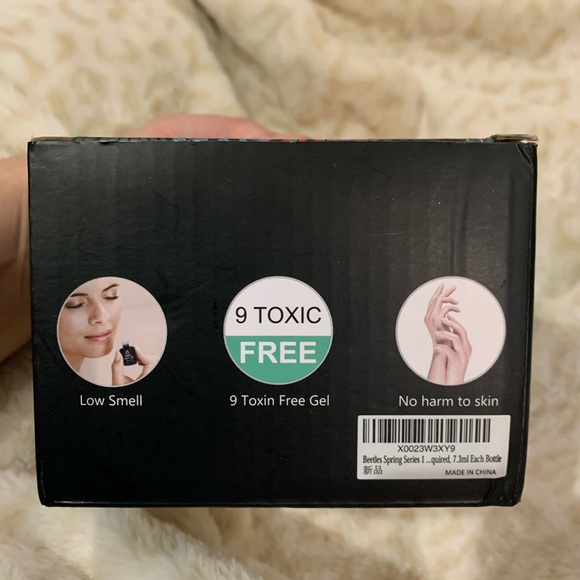 9 TOXIC
FREE
Low Smell
9 Toxin Free Gel
No harm to skin
X0023W3XY9
Beetles Spring Series 1 ...quired, 7.3ml Each Bottle
新品
MADE IN CHINA